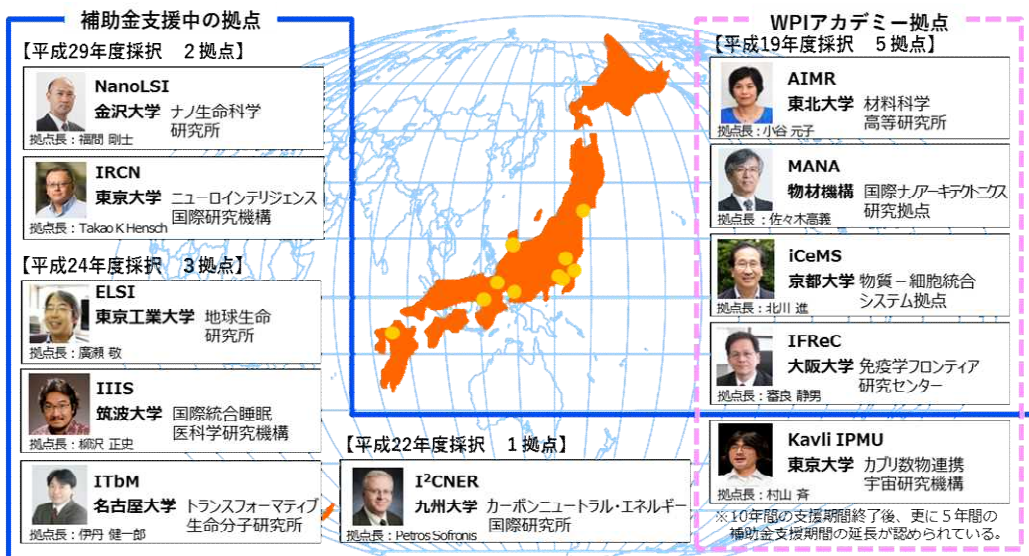 補助金支援中の拠点
【平成29年度採択　2拠点】
NanoLSI
金沢大学 ナノ生命科学
研究所
拠点長：福間 剛士
IRCN
東京大学 ニューロインテリジェンス
国際研究機構
拠点長：Takao K Hensch
【平成24年度採択　3拠点】
ELSI
東京工業大学 地球生命
研究所
拠点長：廣瀬 敬
IIIS
筑波大学 国際統合睡眠
医科学研究機構
拠点長：柳沢 正史
ITbM
名古屋大学 トランスフォーマティブ
生命分子研究所
拠点長：伊丹 健一郎
【平成22年度採択　1拠点】
I²CNER
九州大学 カーボンニュートラル・エネルギー
国際研究所
拠点長：Petros Sofronis
WPIアカデミー拠点
【平成19年度採択　5拠点】
AIMR
東北大学 材料科学
高等研究所
拠点長：小谷 元子
MANA
物材機構 国際ナノアーキテクトニクス
研究拠点
拠点長：佐々木高義
iCeMS
京都大学 物質－細胞統合
システム拠点
拠点長：北川 進
IFReC
大阪大学 免疫学フロンティア
研究センター
拠点長：審良 静男
Kavli IPMU
東京大学 カブリ数物連携
宇宙研究機構
拠点長：村山 斉
※10年間の支援期間終了後、更に5年間の
補助金支援期間の延長が認められている。